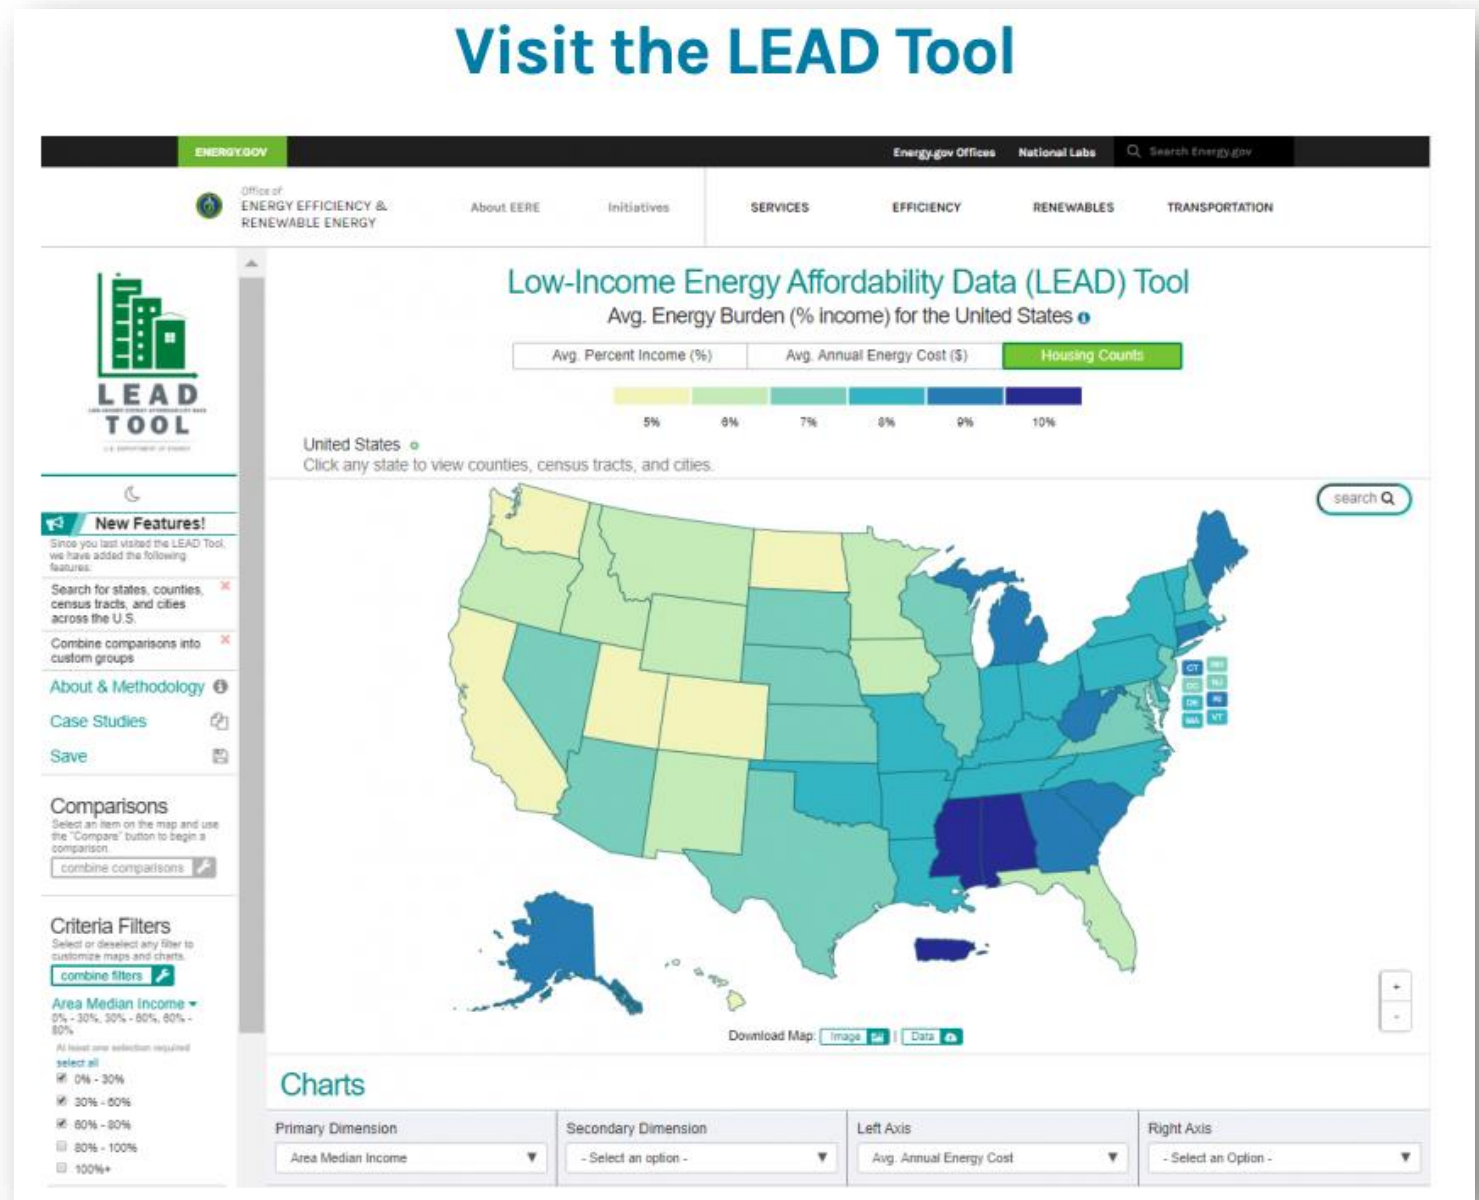 Visit the LEAD Tool
ENERGY.GOV
Energy.gov Offices
National Labs
Search Energy.gov
Office of
ENERGY EFFICIENCY &
RENEWABLE ENERGY
About EERE
Initiatives
SERVICES
EFFICIENCY
RENEWABLES
TRANSPORTATION
LEAD
TOOL
New Features!
Since you last visited the LEAD Tool,
we have added the following
features:
Search for states, counties,
census tracts, and cities
across the U.S.
Combine comparisons into
custom groups
About & Methodology
Case Studies
Save
Comparisons
Select an item on the map and use
the "Compare" button to begin a
comparison.
combine comparisons
Criteria Filters
Select or deselect any filter to
customize maps and charts.
combine filters
Area Median Income
0% - 30%, 30% - 60%, 60% -
80%
At least one selection required
select all
0% - 30%
30% - 60%
60% - 80%
80% - 100%
100%+
Low-Income Energy Affordability Data (LEAD) Tool
Avg. Energy Burden (% income) for the United States
Avg. Percent Income (%)
Avg. Annual Energy Cost ($)
Housing Counts
5% 6% 7% 8% 9% 10%
United States
Click any state to view counties, census tracts, and cities.
search
CT NH
DC NJ
DE RI
MA VT
+
-
Download Map: Image | Data
Charts
Primary Dimension
Area Median Income
Secondary Dimension
- Select an option -
Left Axis
Avg. Annual Energy Cost
Right Axis
- Select an Option -